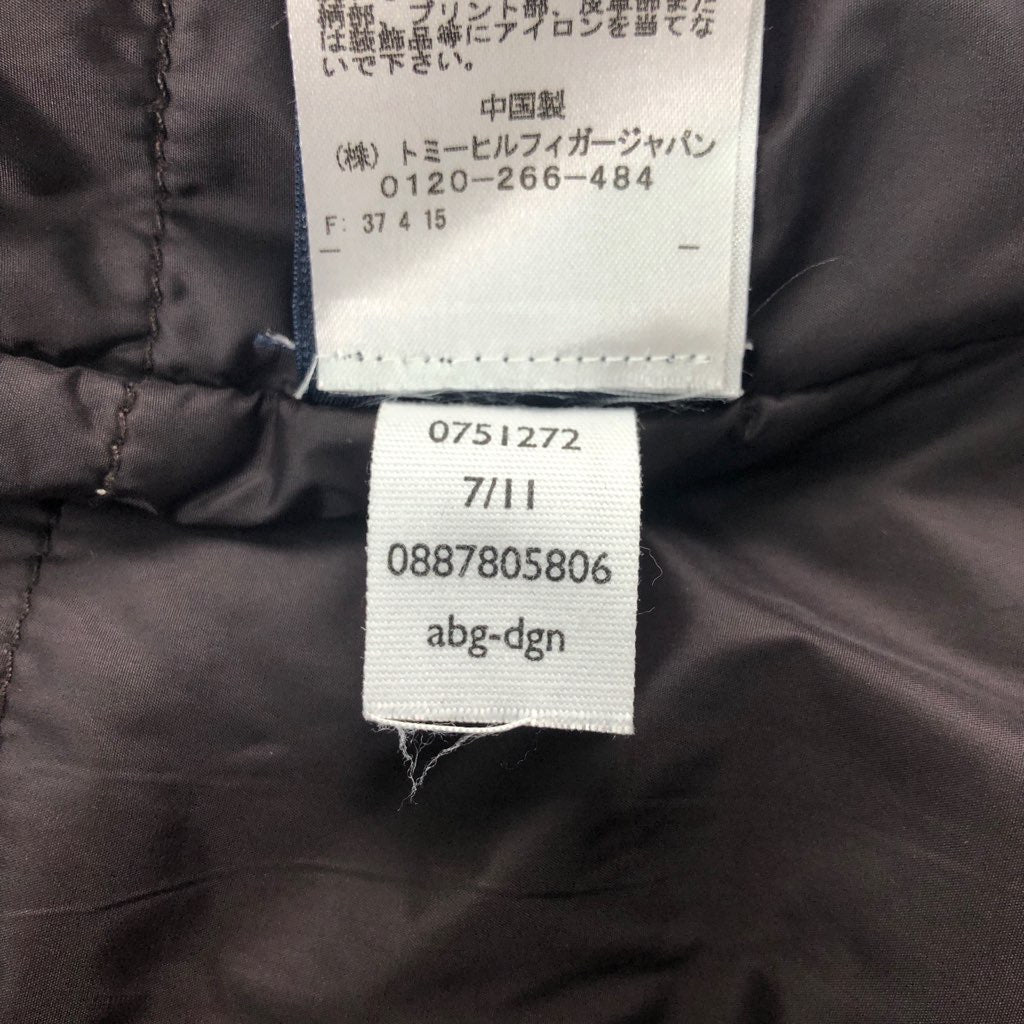 柄部、プリント部、皮革部また
は装飾品等にアイロンを当てな
いで下さい。
中国製
(株) トミーヒルフィガージャパン
0120-266-484
F: 37 4 15
0751272
7/11
0887805806
abg-dgn